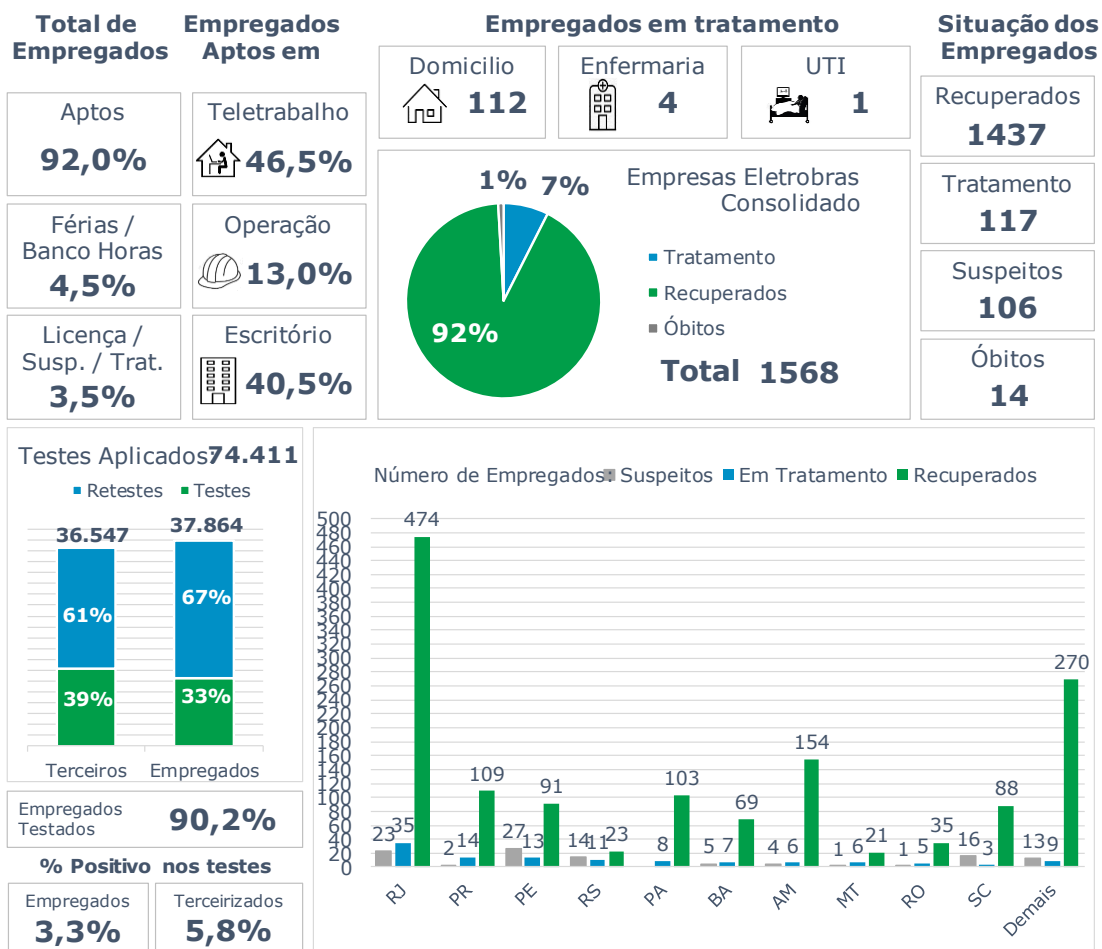 Total de
Empregados
Aptos
92,0%
Férias /
Banco Horas
4,5%
Licença /
Susp. / Trat.
3,5%
Empregados
Aptos em
Teletrabalho
46,5%
Operação
13,0%
Escritório
40,5%
Empregados em tratamento
Domicilio
112
Enfermaria
4
UTI
1
Empresas Eletrobras
Consolidado
1% 7%
92%
Tratamento
Recuperados
Óbitos
Total 1568
Situação dos
Empregados
Recuperados
1437
Tratamento
117
Suspeitos
106
Óbitos
14
Testes Aplicados: 74.411
Retestes Testes
36.547 37.864
61% 67%
39% 33%
Terceiros Empregados
Empregados
Testados
90,2%
% Positivo nos testes
Empregados
3,3%
Terceirizados
5,8%
Número de Empregados: Suspeitos Em Tratamento Recuperados
500
480
460
440
420
400
380
360
340
320
300
280
260
240
220
200
180
160
140
120
100
80
60
40
20
0
23 35 474
2 14 109
27 13 91
14 11 23
8 103
5 7 69
4 6 154
1 6 21
1 5 35
16 3 88
13 9 270
RJ PR PE RS PA BA AM MT RO SC Demais